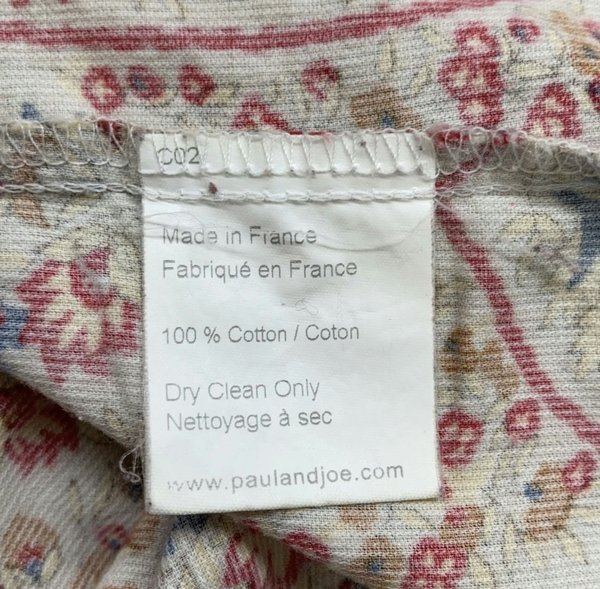 C02
Made in France
Fabriqué en France
100 % Cotton / Coton
Dry Clean Only
Nettoyage à sec
www.paulandjoe.com